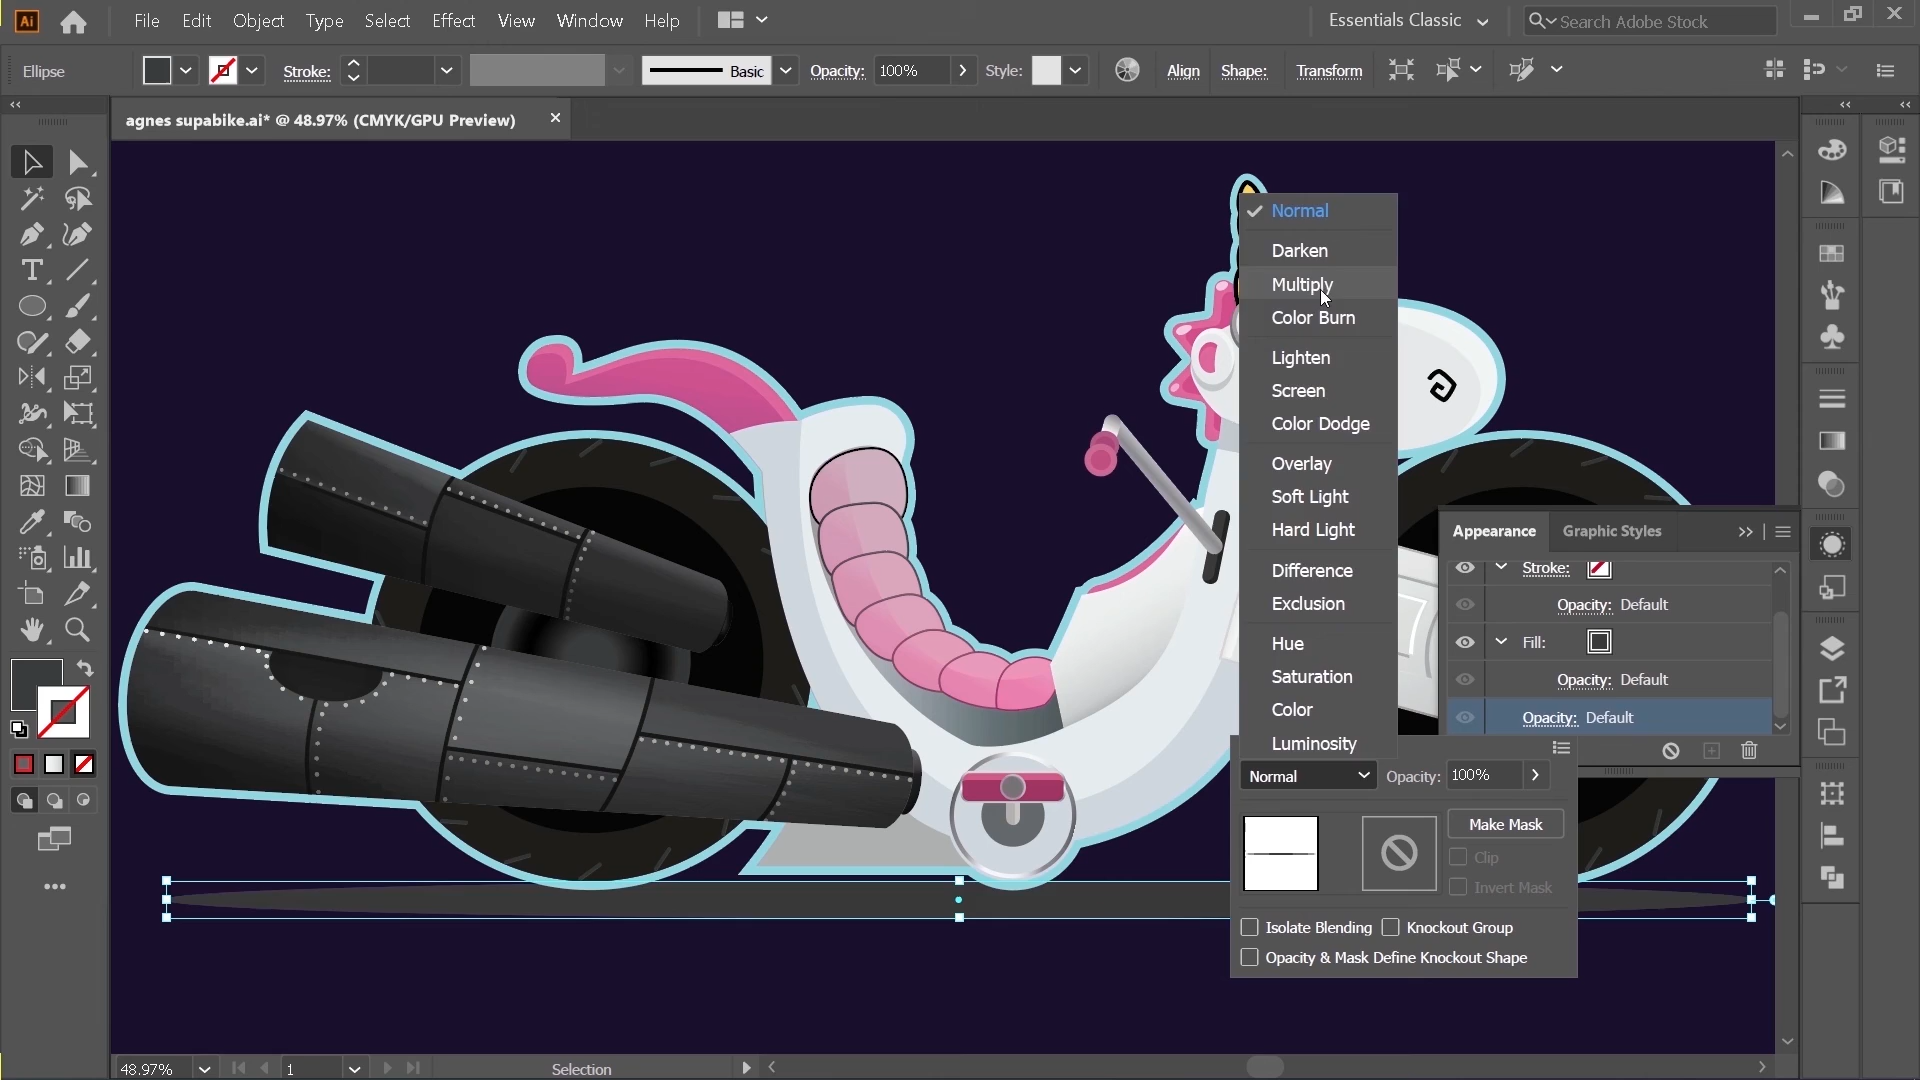 Ai File Edit Object Type Select Effect View Window Help Essentials Classic Search Adobe Stock
Ellipse Stroke: Basic Opacity: 100% Style: Align Shape: Transform
agnes supabike.ai* @ 48.97% (CMYK/GPU Preview)
Normal
Darken
Multiply
Color Burn
Lighten
Screen
Color Dodge
Overlay
Soft Light
Hard Light
Difference
Exclusion
Hue
Saturation
Color
Luminosity
Appearance Graphic Styles
Stroke:
Opacity: Default
Fill:
Opacity: Default
Opacity: Default
Normal Opacity: 100%
Make Mask
Clip
Invert Mask
Isolate Blending Knockout Group
Opacity & Mask Define Knockout Shape
48.97% 1 Selection